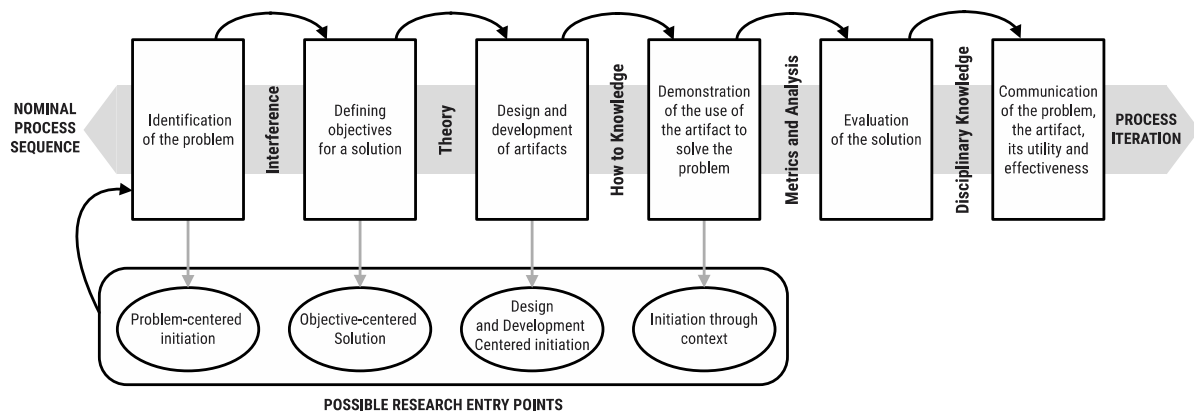 NOMINAL
PROCESS
SEQUENCE
Identification
of the problem
Interference
Defining
objectives
for a solution
Theory
Design and
development
of artifacts
How to Knowledge
Demonstration
of the use of
the artifact to
solve the
problem
Metrics and Analysis
Evaluation
of the solution
Disciplinary Knowledge
Communication
of the problem,
the artifact,
its utility and
effectiveness
PROCESS
ITERATION
Problem-centered
initiation
Objective-centered
Solution
Design
and Development
Centered initiation
Initiation through
context
POSSIBLE RESEARCH ENTRY POINTS